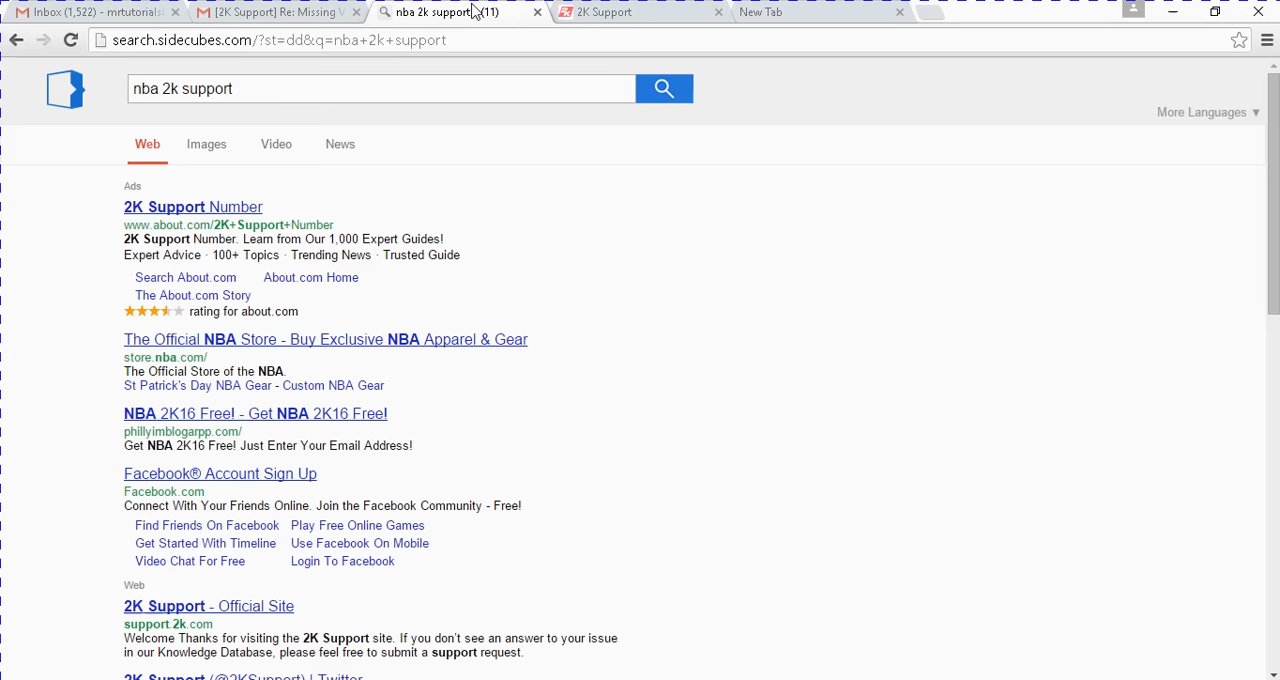 Inbox (1,522) - mrtutorials
[2K Support] Re: Missing V
nba 2k support (11)
2K Support
New Tab
search.sidecubes.com/?st=dd&q=nba+2k+support
nba 2k support
More Languages ▼
Web Images Video News
Ads
2K Support Number
www.about.com/2K+Support+Number
2K Support Number. Learn from Our 1,000 Expert Guides!
Expert Advice · 100+ Topics · Trending News · Trusted Guide
Search About.com About.com Home
The About.com Story
rating for about.com
The Official NBA Store - Buy Exclusive NBA Apparel & Gear
store.nba.com/
The Official Store of the NBA.
St Patrick's Day NBA Gear - Custom NBA Gear
NBA 2K16 Free! - Get NBA 2K16 Free!
phillyimblogarpp.com/
Get NBA 2K16 Free! Just Enter Your Email Address!
Facebook® Account Sign Up
Facebook.com
Connect With Your Friends Online. Join the Facebook Community - Free!
Find Friends On Facebook Play Free Online Games
Get Started With Timeline Use Facebook On Mobile
Video Chat For Free Login To Facebook
Web
2K Support - Official Site
support.2k.com
Welcome Thanks for visiting the 2K Support site. If you don't see an answer to your issue
in our Knowledge Database, please feel free to submit a support request.
2K Support (@2KSupport) | Twitter